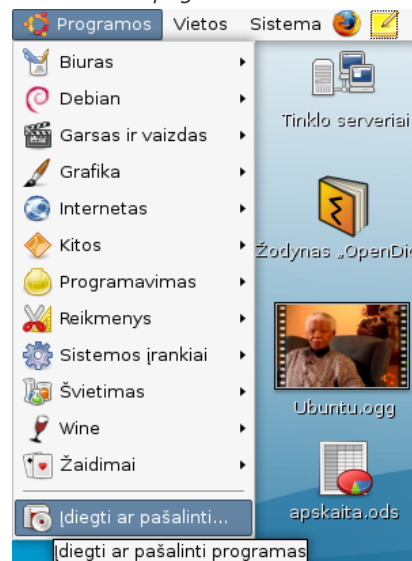 Programos Vietos Sistema
Biuras
Debian
Garsas ir vaizdas
Grafika
Internetas
Kitos
Programavimas
Reikmenys
Sistemos įrankiai
Švietimas
Wine
Žaidimai
Įdiegti ar pašalinti...
Įdiegti ar pašalinti programas
Tinklo serveriai
Žodynas „OpenDi
Ubuntu.ogg
apskaita.ods